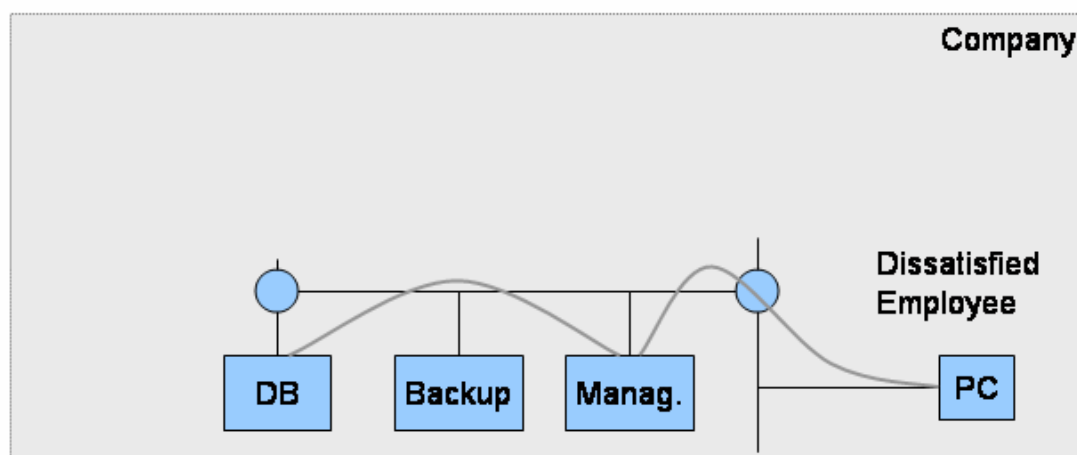 Company
Dissatisfied
Employee
DB
Backup
Manag.
PC